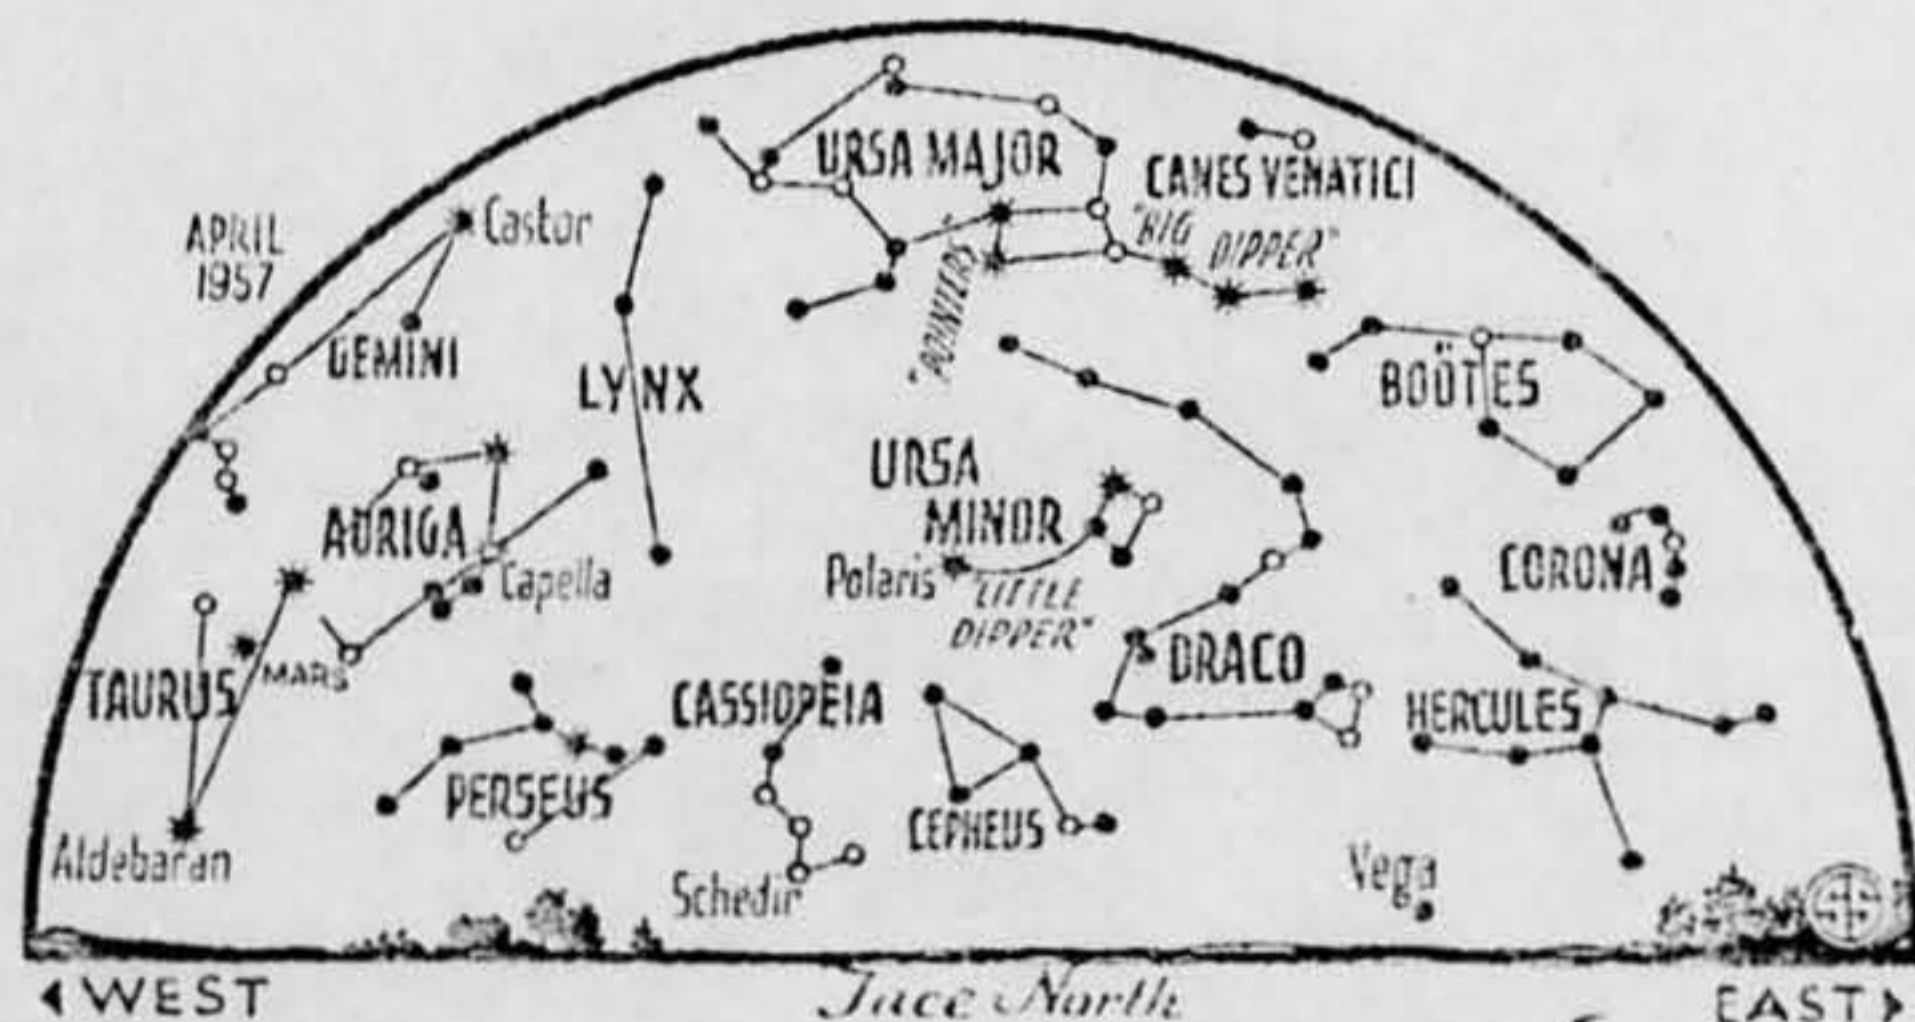 URSA MAJOR
CANES VENATICI
APRIL
1957
Castor
"BIG DIPPER"
"POINTERS"
GEMINI
LYNX
BOÖTES
URSA
MINOR
AURIGA
Capella
Polaris
"LITTLE
DIPPER"
CORONA
TAURUS
MARS
CASSIOPEIA
DRACO
HERCULES
PERSEUS
CEPHEUS
Aldebaran
Schedir
Vega
WEST
Face North
EAST